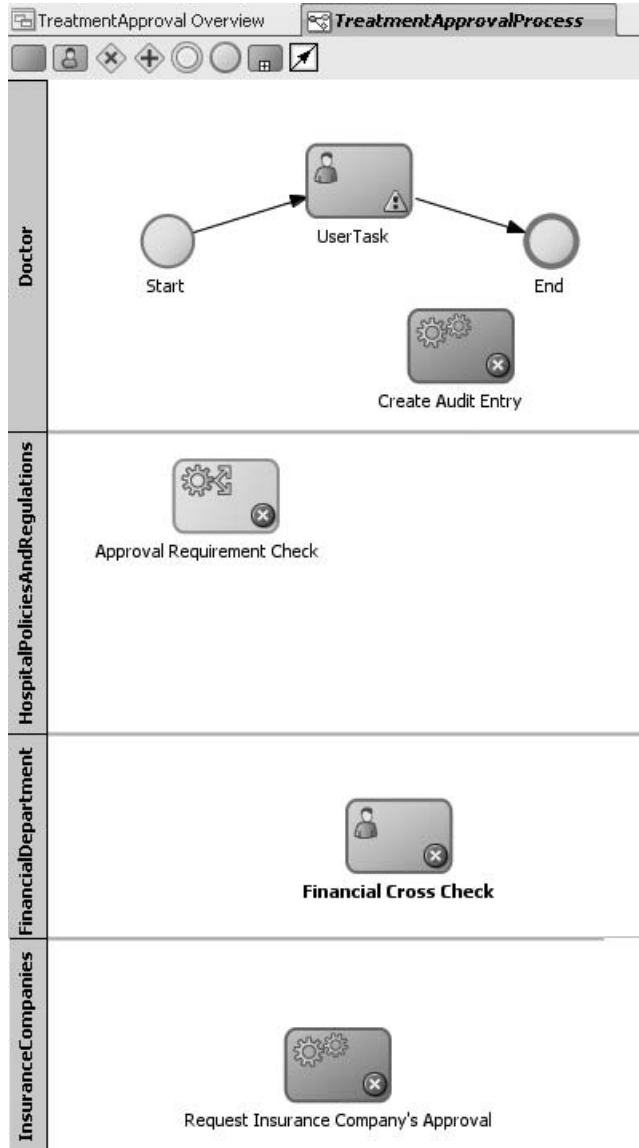 TreatmentApproval Overview
TreatmentApprovalProcess
Doctor
UserTask
Start
End
Create Audit Entry
HospitalPoliciesAndRegulations
Approval Requirement Check
FinancialDepartment
Financial Cross Check
InsuranceCompanies
Request Insurance Company's Approval